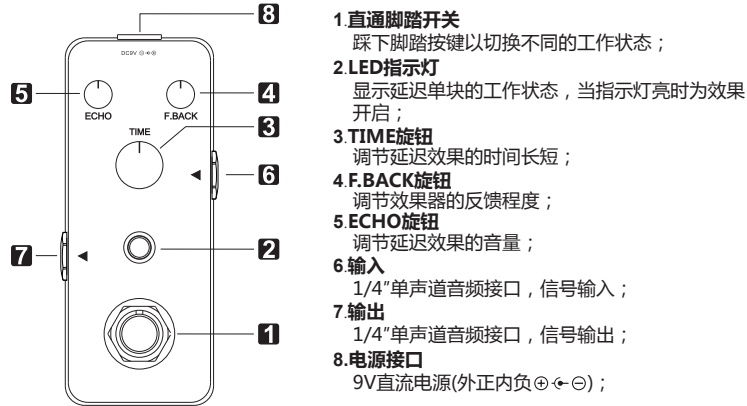 8
DC9V ⊖-●-⊕
5
4
ECHO
F.BACK
TIME
3
6
7
2
1
1.直通脚踏开关
踩下脚踏按键以切换不同的工作状态；
2.LED指示灯
显示延迟单块的工作状态，当指示灯亮时为效果
开启；
3.TIME旋钮
调节延迟效果的时间长短；
4.F.BACK旋钮
调节效果器的反馈程度；
5.ECHO旋钮
调节延迟效果的音量；
6.输入
1/4″单声道音频接口，信号输入；
7.输出
1/4″单声道音频接口，信号输出；
8.电源接口
9V直流电源(外正内负⊕-●-⊖)；